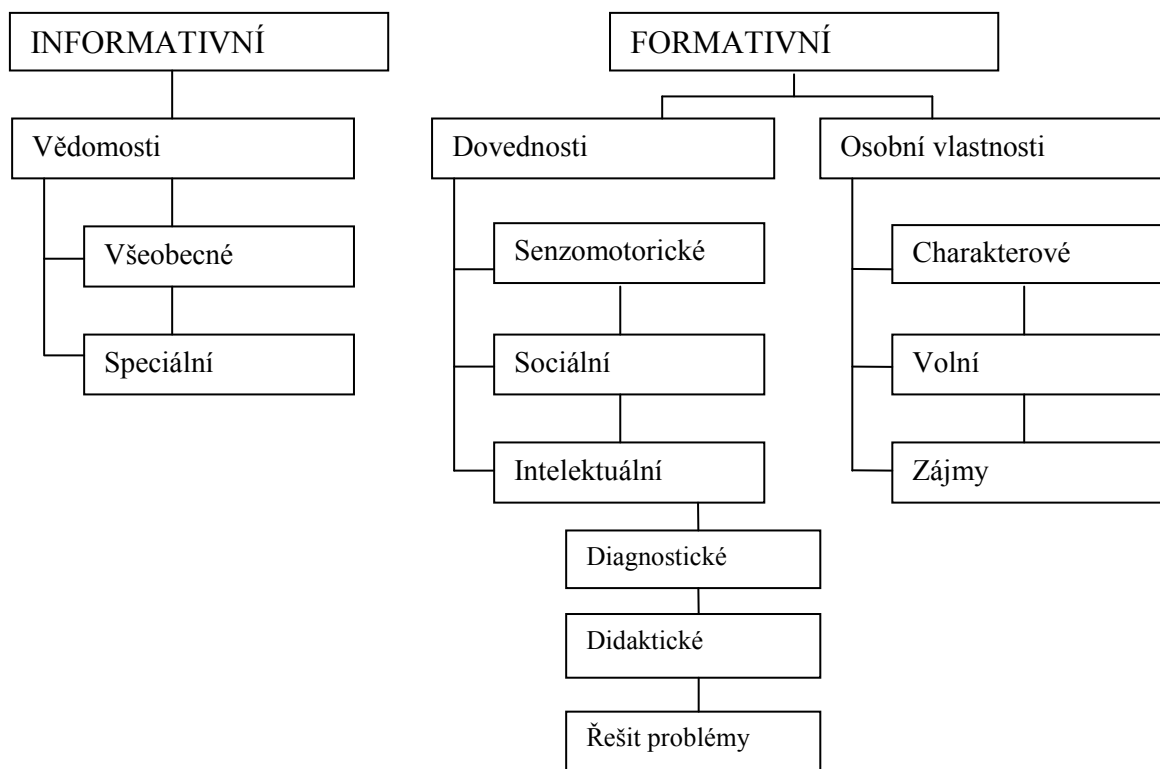 INFORMATIVNÍ
FORMATIVNÍ
Vědomosti
Dovednosti
Osobní vlastnosti
Všeobecné
Senzomotorické
Charakterové
Speciální
Sociální
Volní
Intelektuální
Zájmy
Diagnostické
Didaktické
Řešit problémy